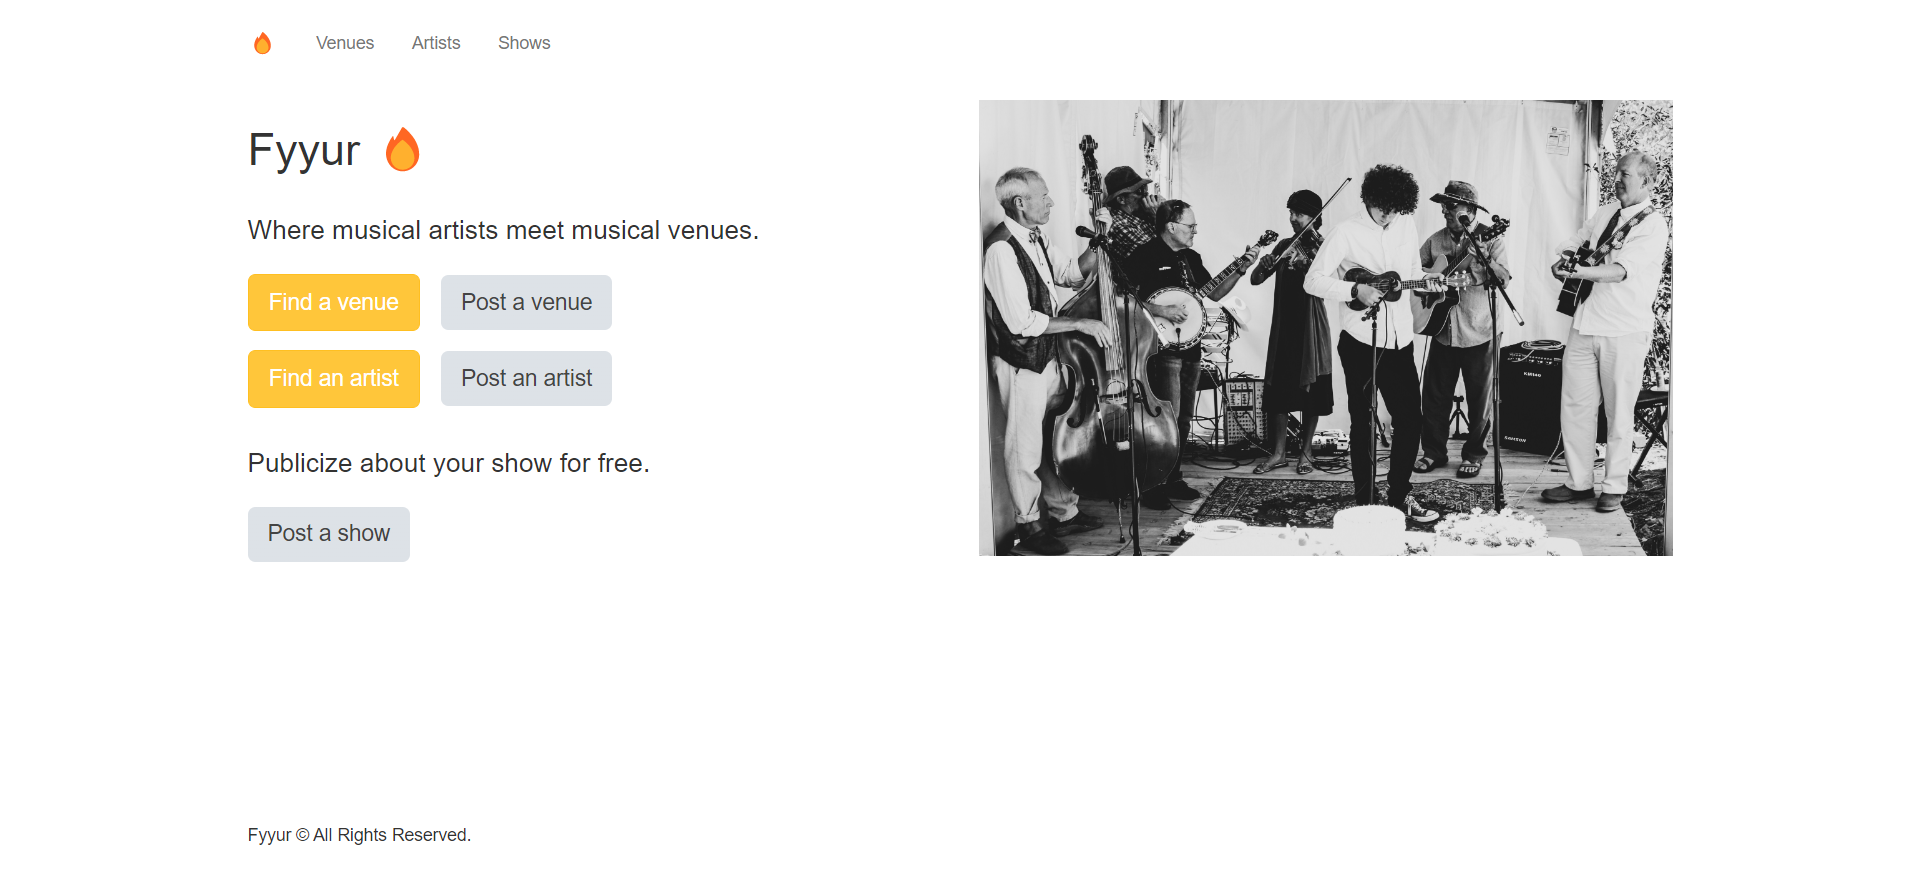 Venues Artists Shows
Fyyur
Where musical artists meet musical venues.
Find a venue Post a venue
Find an artist Post an artist
Publicize about your show for free.
Post a show
Fyyur © All Rights Reserved.
SAMSON